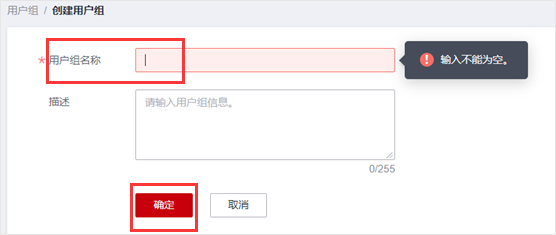 用户组 / 创建用户组
*用户组名称
输入不能为空。
描述
请输入用户组信息。
0/255
确定 取消